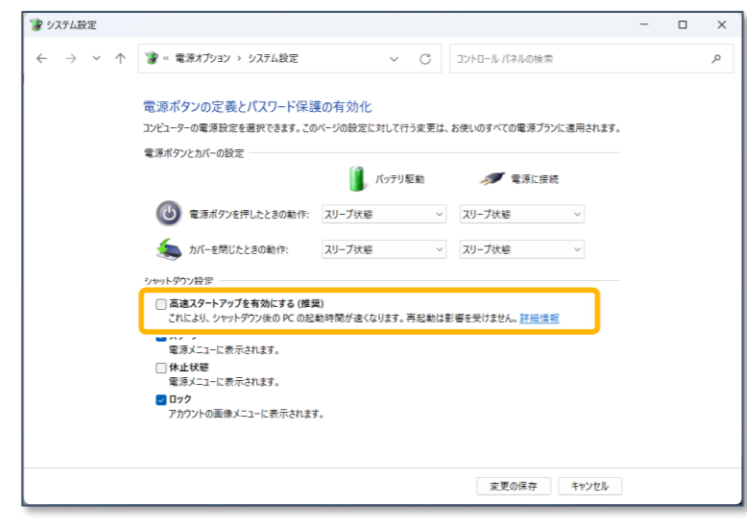 システム設定
« 電源オプション › システム設定
コントロール パネルの検索
電源ボタンの定義とパスワード保護の有効化
コンピューターの電源設定を選択できます。このページの設定に対して行う変更は、お使いのすべての電源プランに適用されます。
電源ボタンとカバーの設定
バッテリ駆動 電源に接続
電源ボタンを押したときの動作: スリープ状態 スリープ状態
カバーを閉じたときの動作: スリープ状態 スリープ状態
シャットダウン設定
高速スタートアップを有効にする (推奨)
これにより、シャットダウン後の PC の起動時間が速くなります。再起動は影響を受けません。詳細情報
電源メニューに表示されます。
休止状態
電源メニューに表示されます。
ロック
アカウントの画像メニューに表示されます。
変更の保存 キャンセル